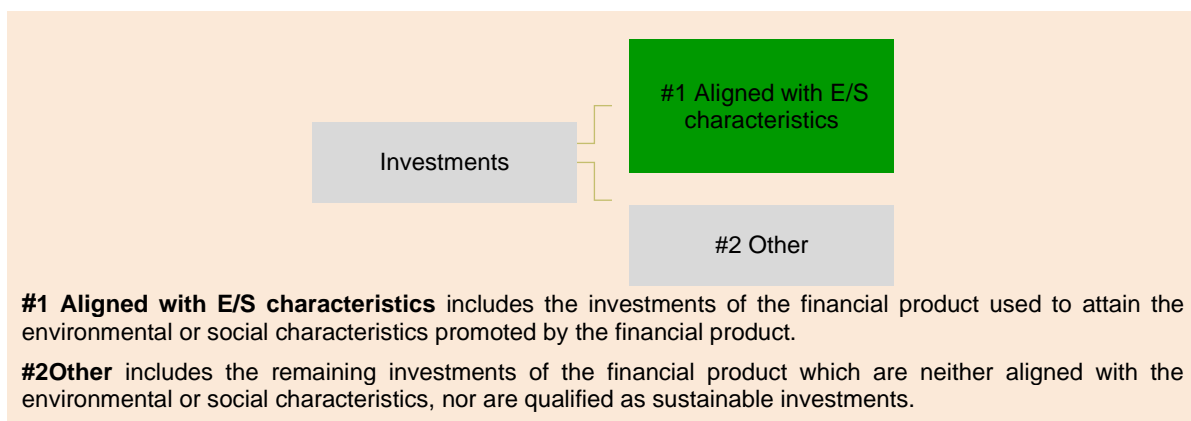 #1 Aligned with E/S
characteristics
Investments
#2 Other
#1 Aligned with E/S characteristics includes the investments of the financial product used to attain the
environmental or social characteristics promoted by the financial product.
#2Other includes the remaining investments of the financial product which are neither aligned with the
environmental or social characteristics, nor are qualified as sustainable investments.